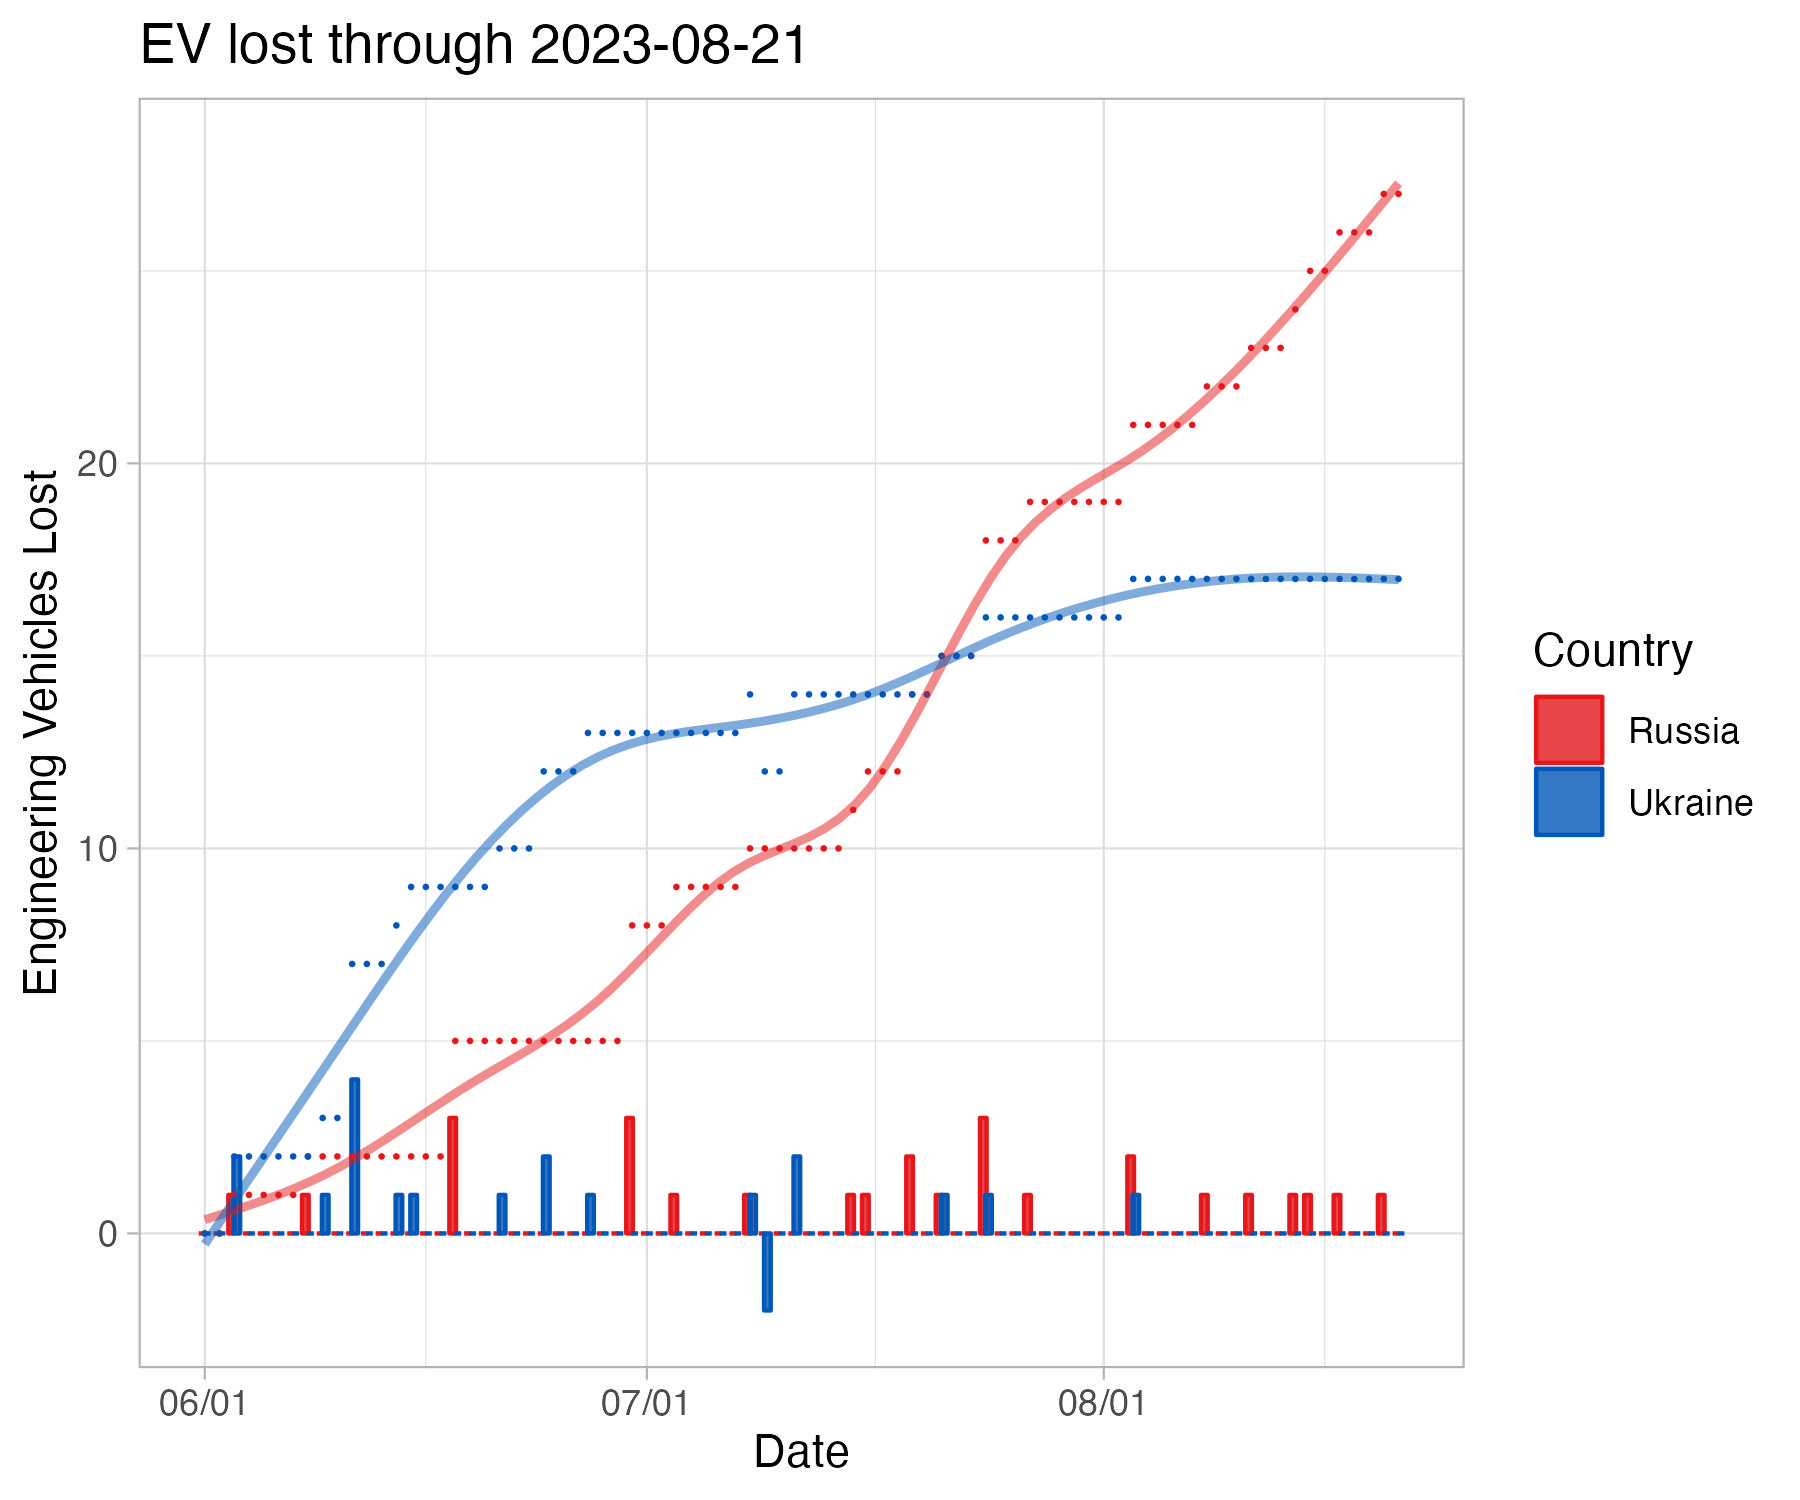 EV lost through 2023-08-21
Engineering Vehicles Lost
20
10
0
06/01
07/01
08/01
Date
Country
Russia
Ukraine